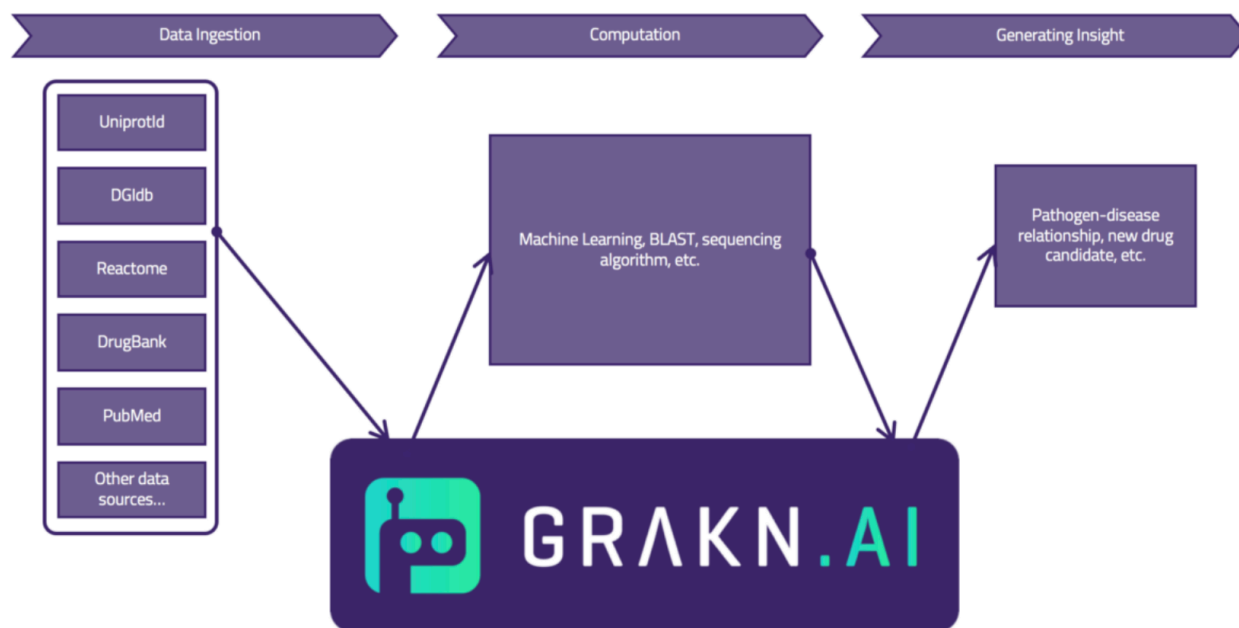 Data Ingestion
Computation
Generating Insight
UniprotId
DGIdb
Reactome
DrugBank
PubMed
Other data
sources...
Machine Learning, BLAST, sequencing
algorithm, etc.
Pathogen-disease
relationship, new drug
candidate, etc.
GRAKN.AI